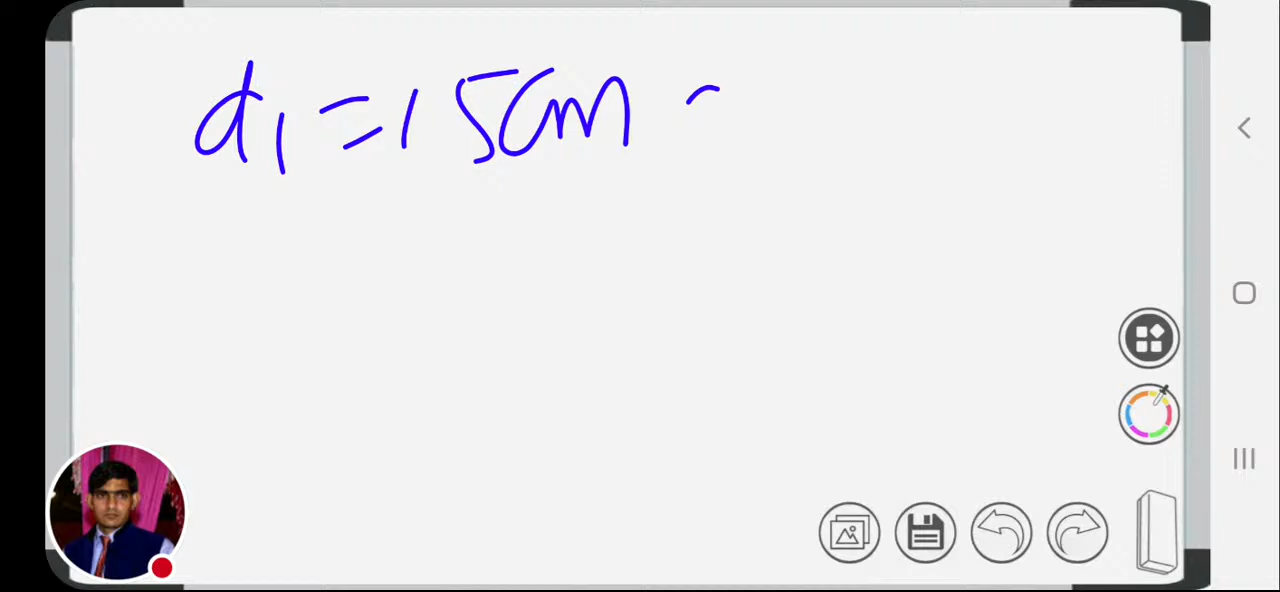 d₁ = 15cm